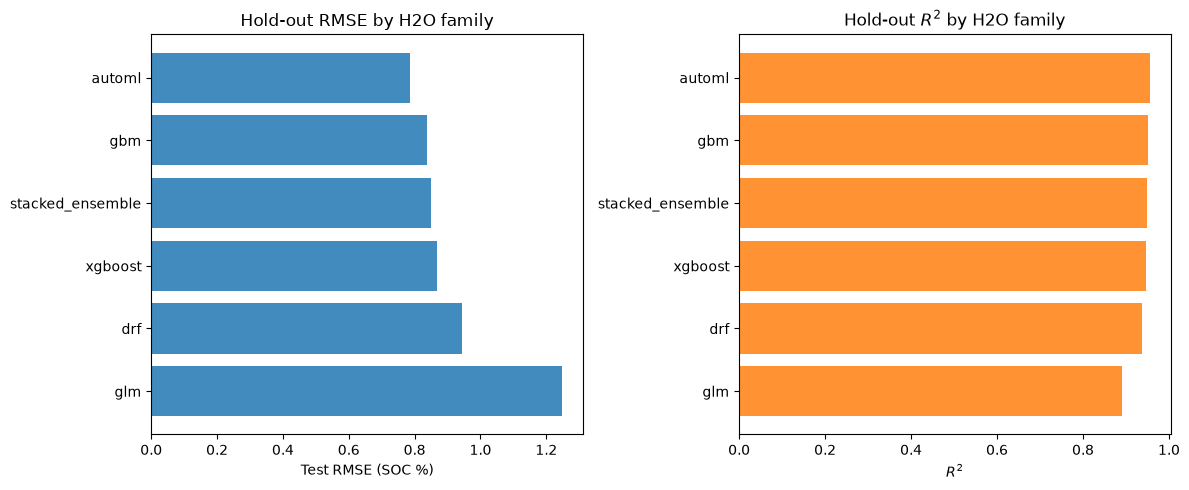 Hold-out RMSE by H2O family
automl
gbm
stacked_ensemble
xgboost
drf
glm
0.0 0.2 0.4 0.6 0.8 1.0 1.2
Test RMSE (SOC %)
Hold-out R² by H2O family
automl
gbm
stacked_ensemble
xgboost
drf
glm
0.0 0.2 0.4 0.6 0.8 1.0
R²